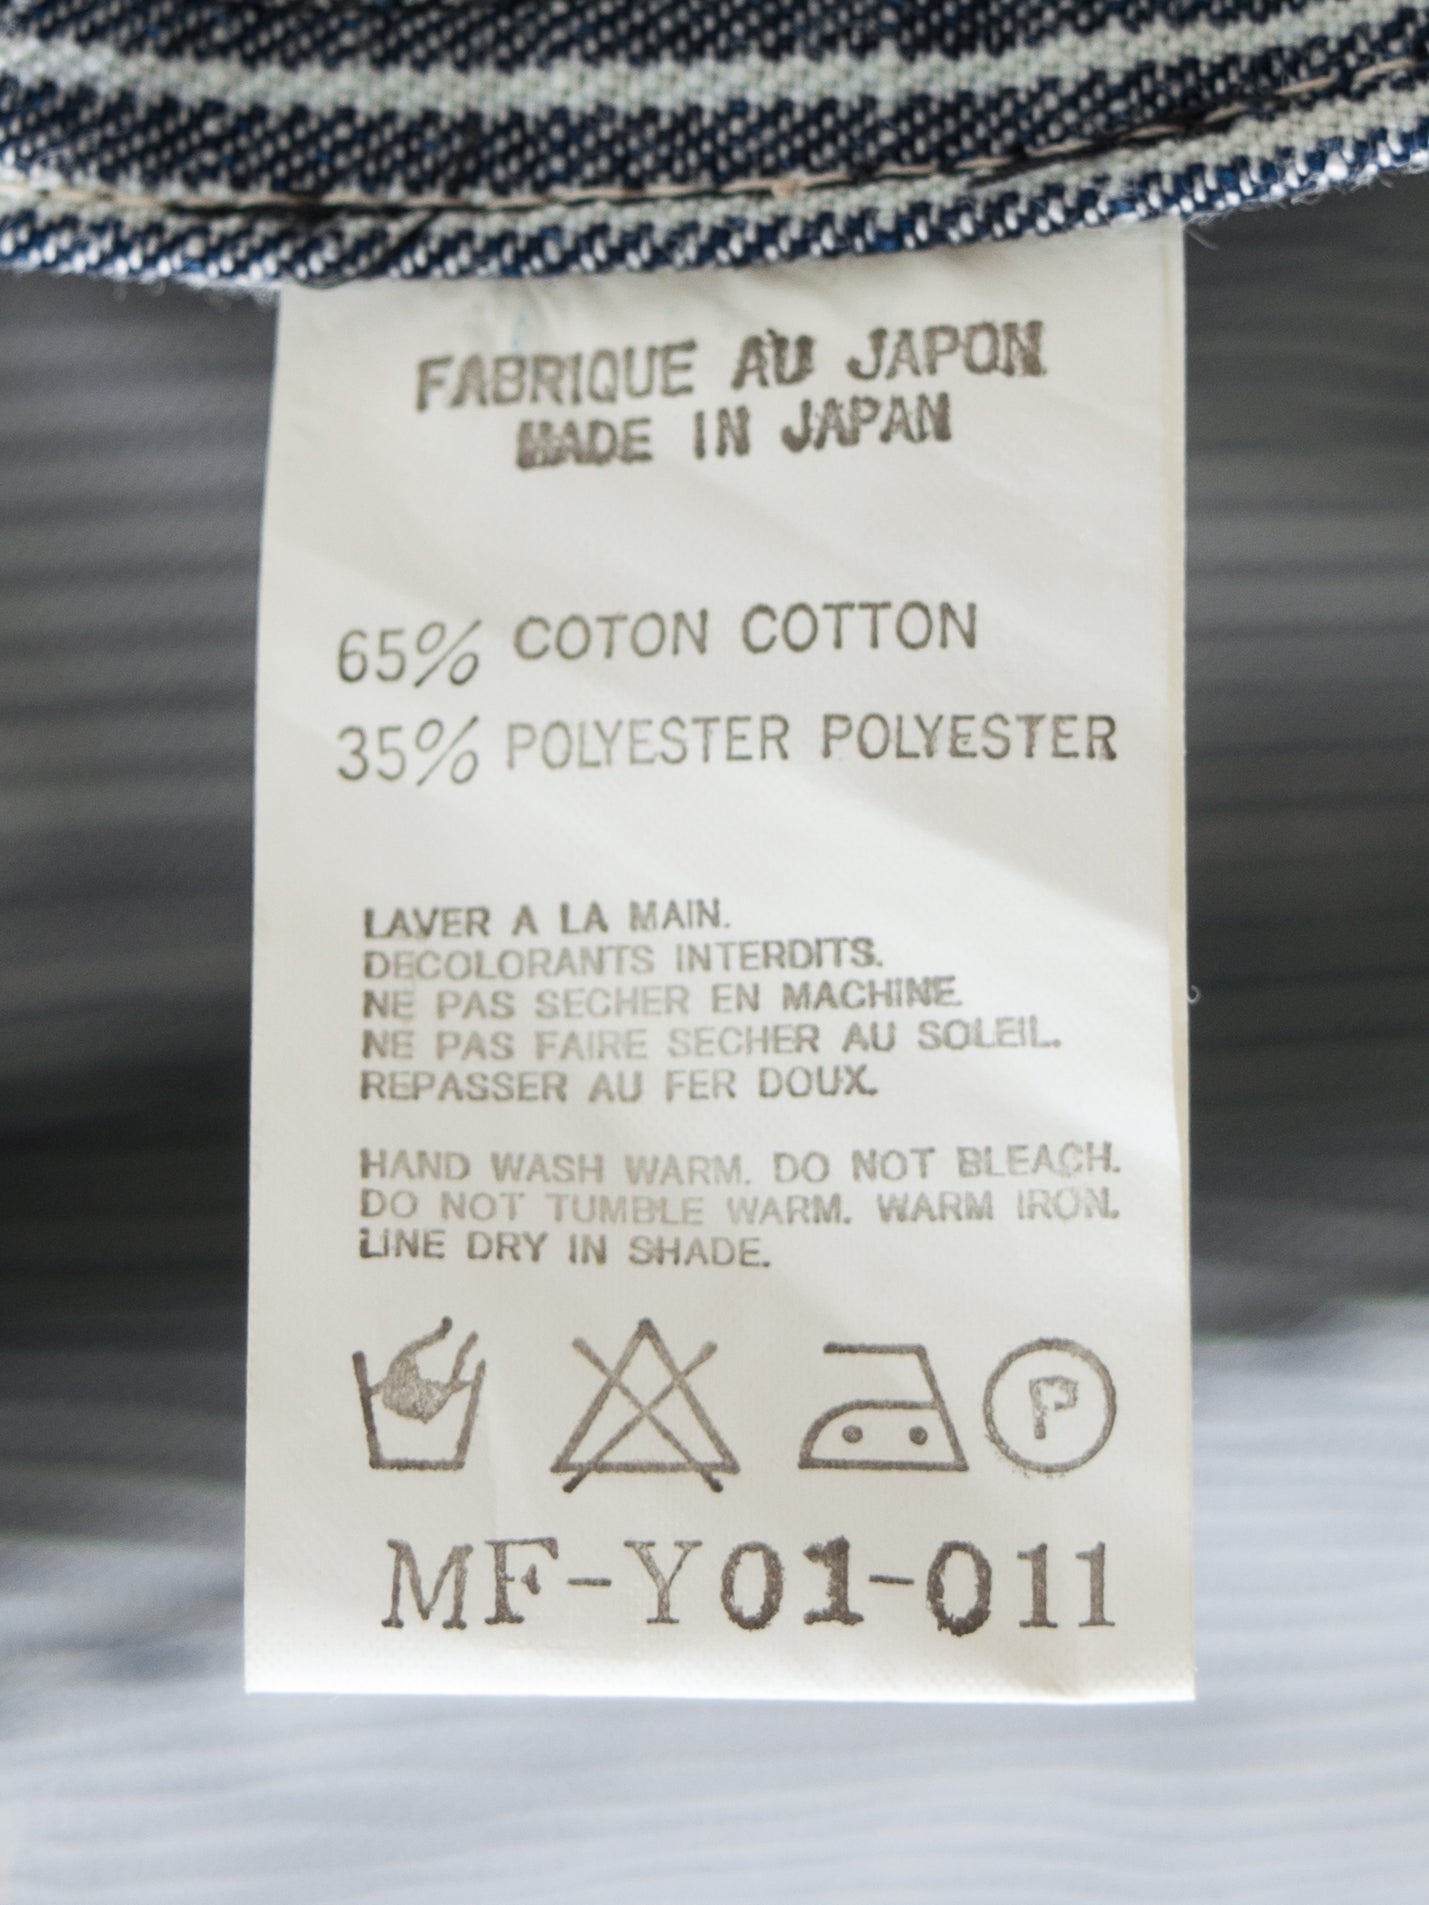 FABRIQUE AU JAPON
MADE IN JAPAN
65% COTON COTTON
35% POLYESTER POLYESTER
LAVER A LA MAIN.
DECOLORANTS INTERDITS.
NE PAS SECHER EN MACHINE.
NE PAS FAIRE SECHER AU SOLEIL.
REPASSER AU FER DOUX.
HAND WASH WARM. DO NOT BLEACH.
DO NOT TUMBLE WARM. WARM IRON.
LINE DRY IN SHADE.
P
MF-Y01-011